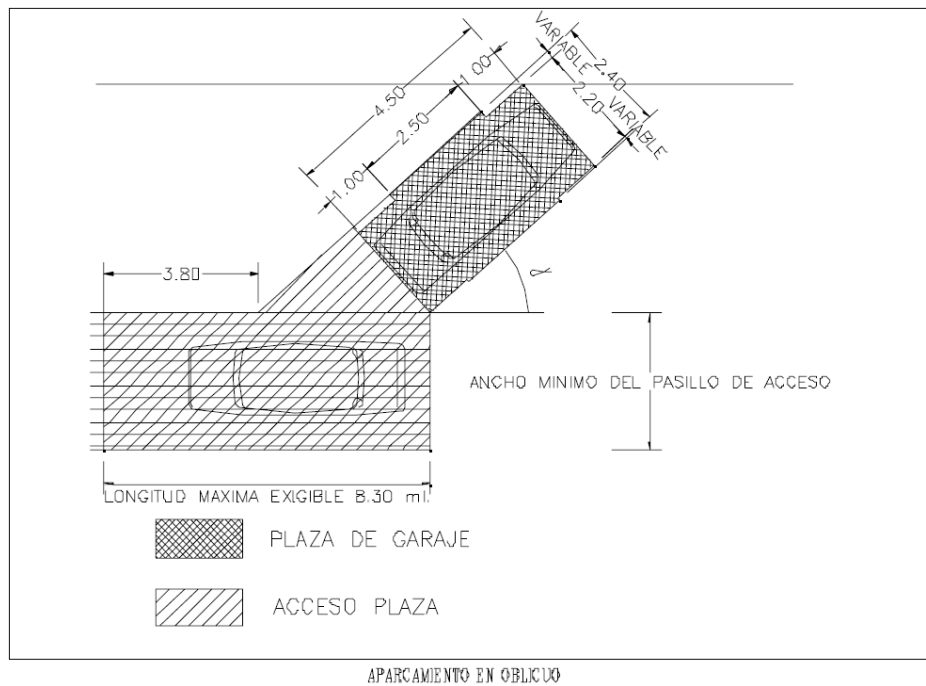 VARIABLE
2.40
1.00
4.50
2.20
VARIABLE
2.50
1.00
3.80
ɣ
ANCHO MINIMO DEL PASILLO DE ACCESO
LONGITUD MAXIMA EXIGIBLE 8.30 ml.
PLAZA DE GARAJE
ACCESO PLAZA
APARCAMIENTO EN OBLICUO